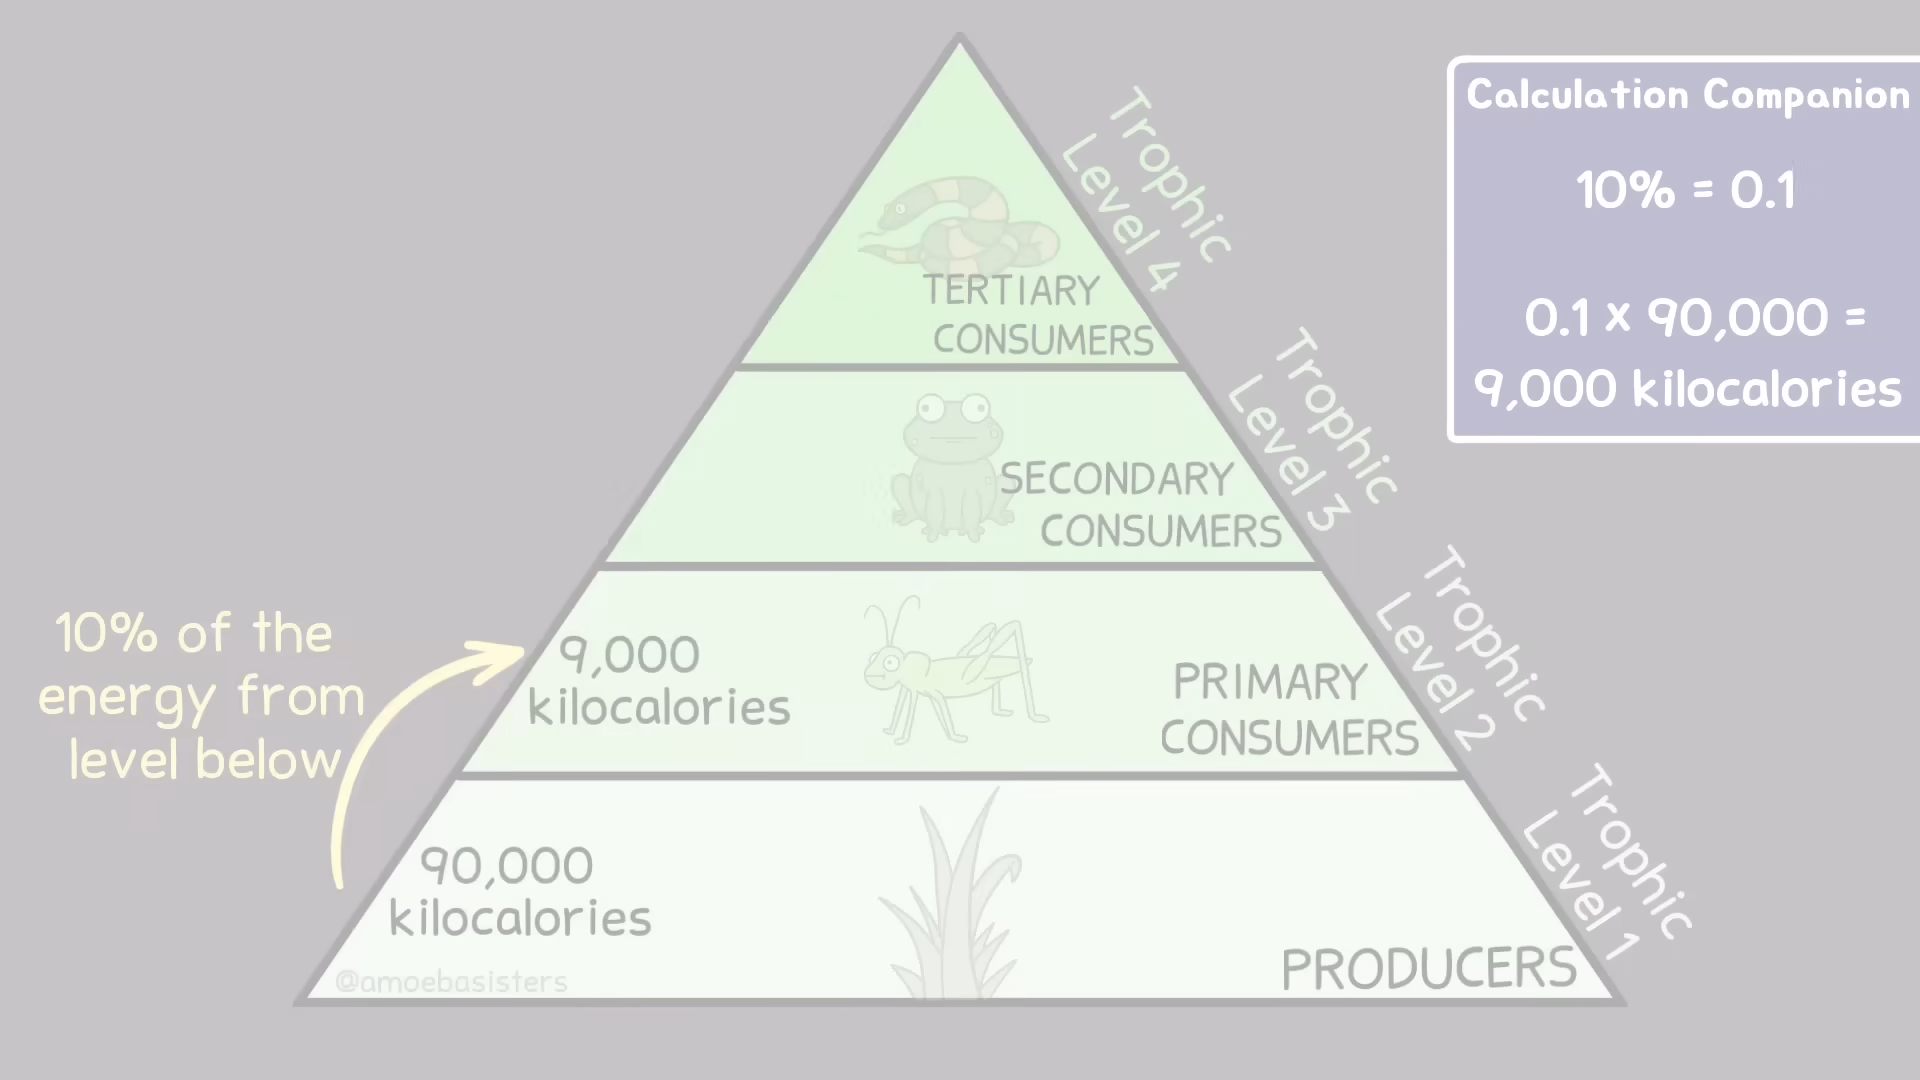 Calculation Companion
10% = 0.1
0.1 x 90,000 =
9,000 kilocalories
Trophic
Level 4
TERTIARY
CONSUMERS
Trophic
Level 3
SECONDARY
CONSUMERS
Trophic
Level 2
10% of the
energy from
level below
9,000
kilocalories
PRIMARY
CONSUMERS
Trophic
Level 1
90,000
kilocalories
PRODUCERS
@amoebasisters